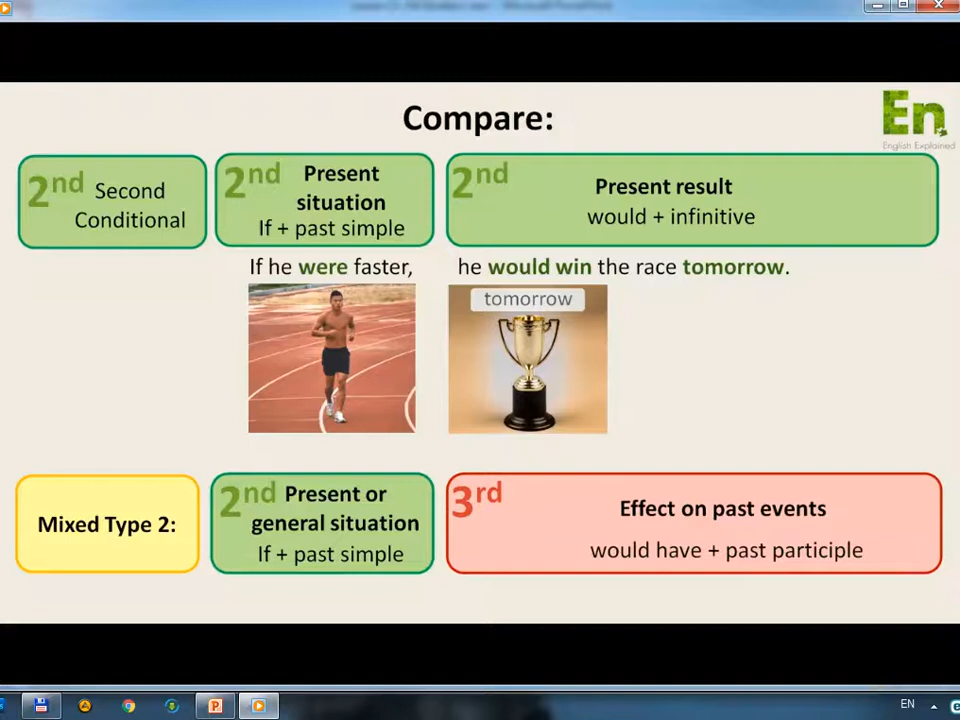 Compare:
En
English Explained
2nd Second
Conditional
2nd Present
situation
If + past simple
2nd
Present result
would + infinitive
If he were faster,
he would win the race tomorrow.
tomorrow
Mixed Type 2:
2nd Present or
general situation
If + past simple
3rd
Effect on past events
would have + past participle
EN